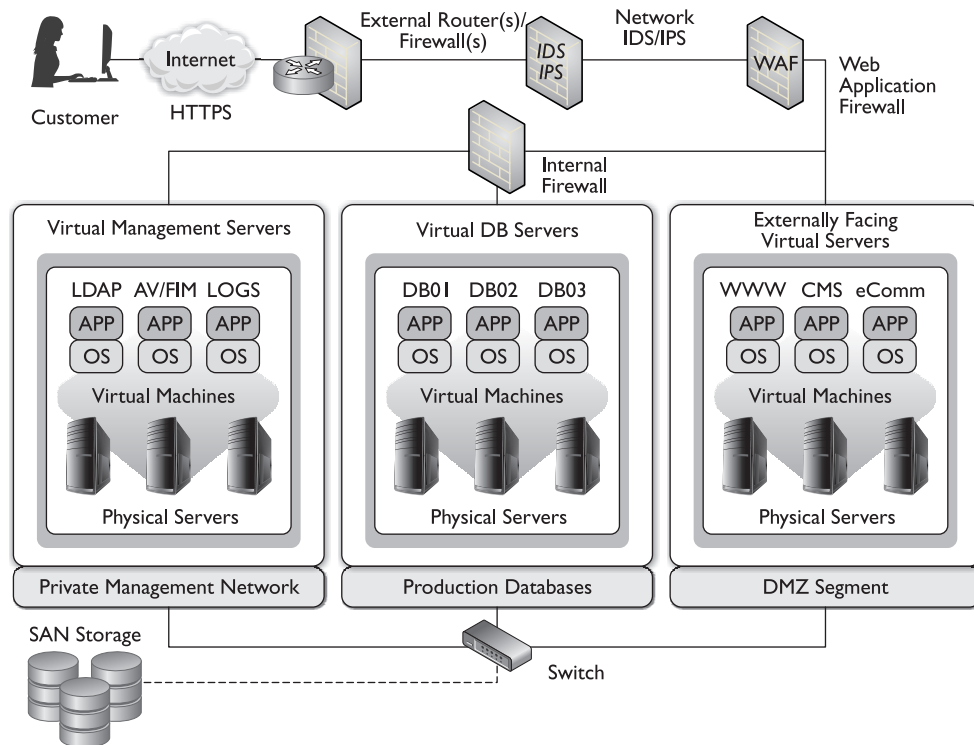 External Router(s)/
Firewall(s)
Network
IDS/IPS
Internet
IDS
IPS
WAF
Web
Application
Firewall
Customer
HTTPS
Internal
Firewall
Virtual Management Servers
Virtual DB Servers
Externally Facing
Virtual Servers
LDAP AV/FIM LOGS
DB01 DB02 DB03
WWW CMS eComm
APP APP APP
APP APP APP
APP APP APP
OS OS OS
OS OS OS
OS OS OS
Virtual Machines
Virtual Machines
Virtual Machines
Physical Servers
Physical Servers
Physical Servers
Private Management Network
Production Databases
DMZ Segment
SAN Storage
Switch